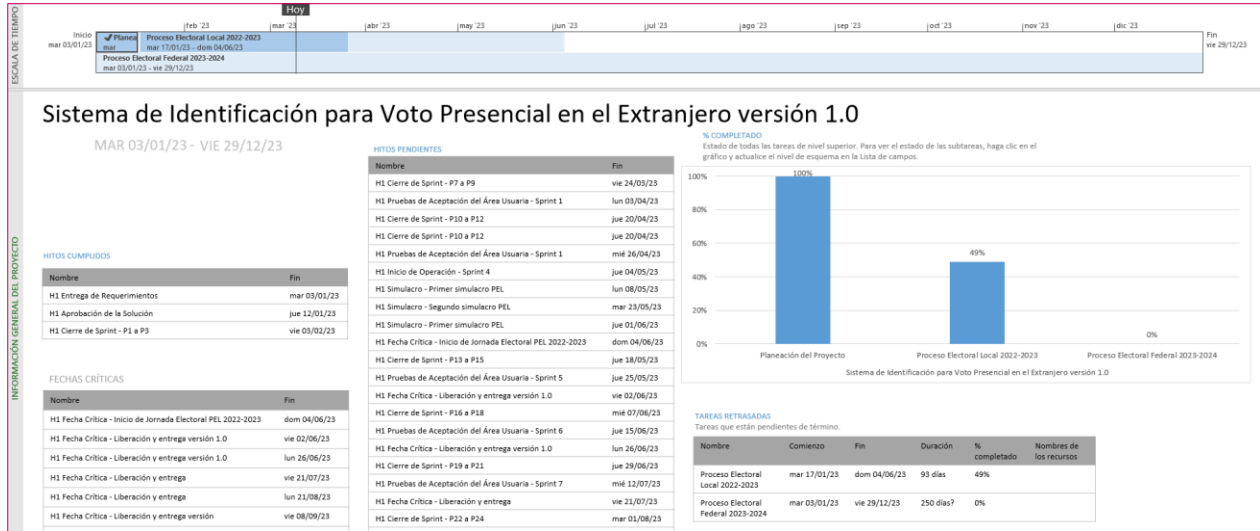 ESCALA DE TIEMPO
Hoy
feb '23 mar '23 abr '23 may '23 jun '23 jul '23 ago '23 sep '23 oct '23 nov '23 dic '23
Inicio
mar 03/01/23
Planea
mar
Proceso Electoral Local 2022-2023
mar 17/01/23 - dom 04/06/23
Proceso Electoral Federal 2023-2024
mar 03/01/23 - vie 29/12/23
Fin
vie 29/12/23
INFORMACIÓN GENERAL DEL PROYECTO
Sistema de Identificación para Voto Presencial en el Extranjero versión 1.0
MAR 03/01/23 - VIE 29/12/23
HITOS CUMPLIDOS
Nombre Fin
H1 Entrega de Requerimientos mar 03/01/23
H1 Aprobación de la Solución jue 12/01/23
H1 Cierre de Sprint - P1 a P3 vie 03/02/23
FECHAS CRÍTICAS
Nombre Fin
H1 Fecha Crítica - Inicio de Jornada Electoral PEL 2022-2023 dom 04/06/23
H1 Fecha Crítica - Liberación y entrega versión 1.0 vie 02/06/23
H1 Fecha Crítica - Liberación y entrega versión 1.0 lun 26/06/23
H1 Fecha Crítica - Liberación y entrega vie 21/07/23
H1 Fecha Crítica - Liberación y entrega lun 21/08/23
H1 Fecha Crítica - Liberación y entrega versión vie 08/09/23
HITOS PENDIENTES
Nombre Fin
H1 Cierre de Sprint - P7 a P9 vie 24/03/23
H1 Pruebas de Aceptación del Área Usuaria - Sprint 1 lun 03/04/23
H1 Cierre de Sprint - P10 a P12 jue 20/04/23
H1 Cierre de Sprint - P10 a P12 jue 20/04/23
H1 Pruebas de Aceptación del Área Usuaria - Sprint 1 mié 26/04/23
H1 Inicio de Operación - Sprint 4 jue 04/05/23
H1 Simulacro - Primer simulacro PEL lun 08/05/23
H1 Simulacro - Segundo simulacro PEL mar 23/05/23
H1 Simulacro - Primer simulacro PEL jue 01/06/23
H1 Fecha Crítica - Inicio de Jornada Electoral PEL 2022-2023 dom 04/06/23
H1 Cierre de Sprint - P13 a P15 jue 18/05/23
H1 Pruebas de Aceptación del Área Usuaria - Sprint 5 jue 25/05/23
H1 Fecha Crítica - Liberación y entrega versión 1.0 vie 02/06/23
H1 Cierre de Sprint - P16 a P18 mié 07/06/23
H1 Pruebas de Aceptación del Área Usuaria - Sprint 6 jue 15/06/23
H1 Fecha Crítica - Liberación y entrega versión 1.0 lun 26/06/23
H1 Cierre de Sprint - P19 a P21 jue 29/06/23
H1 Pruebas de Aceptación del Área Usuaria - Sprint 7 mié 12/07/23
H1 Fecha Crítica - Liberación y entrega vie 21/07/23
H1 Cierre de Sprint - P22 a P24 mar 01/08/23
% COMPLETADO
Estado de todas las tareas de nivel superior. Para ver el estado de las subtareas, haga clic en el
gráfico y actualice el nivel de esquema en la Lista de campos.
100%
80%
60%
40%
20%
0%
100%
49%
0%
Planeación del Proyecto Proceso Electoral Local 2022-2023 Proceso Electoral Federal 2023-2024
Sistema de Identificación para Voto Presencial en el Extranjero versión 1.0
TAREAS RETRASADAS
Tareas que están pendientes de término.
Nombre Comienzo Fin Duración % completado Nombres de los recursos
Proceso Electoral Local 2022-2023 mar 17/01/23 dom 04/06/23 93 días 49%
Proceso Electoral Federal 2023-2024 mar 03/01/23 vie 29/12/23 250 días? 0%